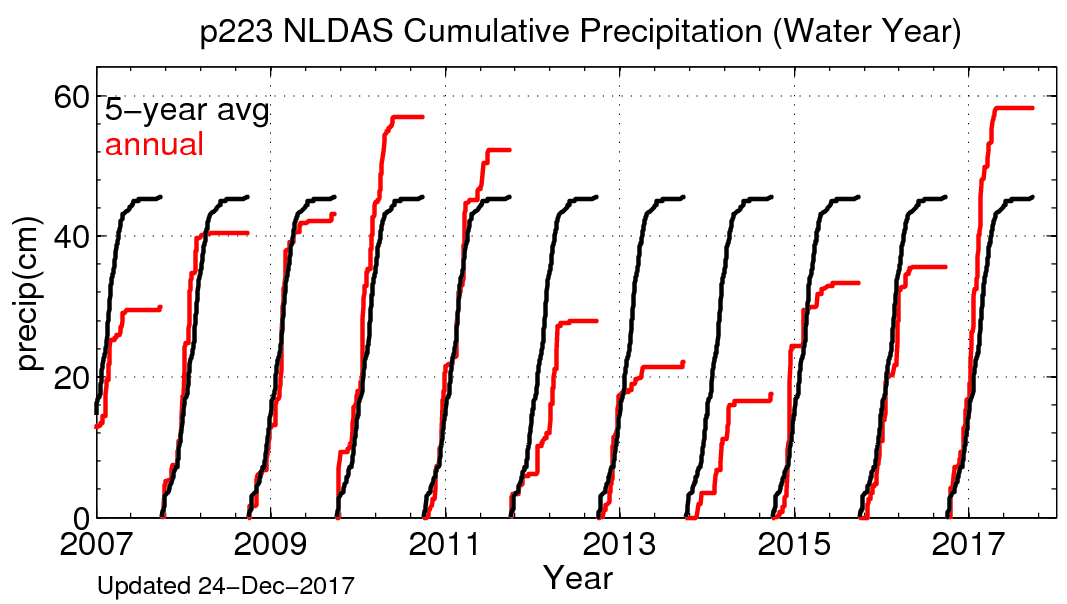 p223 NLDAS Cumulative Precipitation (Water Year)
60
5−year avg
annual
40
precip(cm)
20
0
2007 2009 2011 2013 2015 2017
Year
Updated 24−Dec−2017